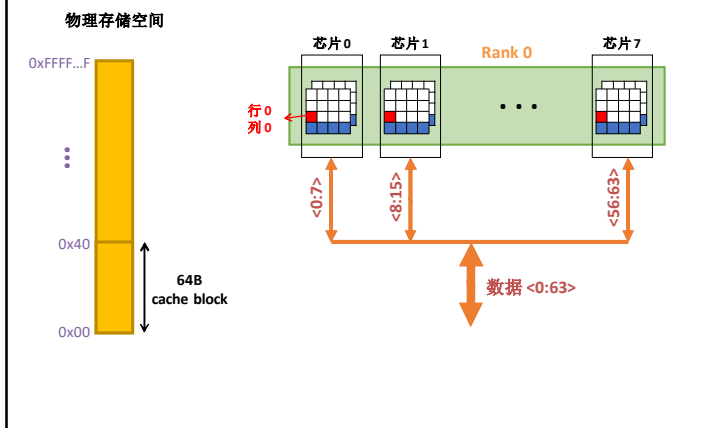 物理存储空间
0xFFFF...F
0x40
64B
cache block
0x00
芯片0
芯片1
Rank 0
芯片7
行0
列0
...
<0:7>
<8:15>
<56:63>
数据 <0:63>